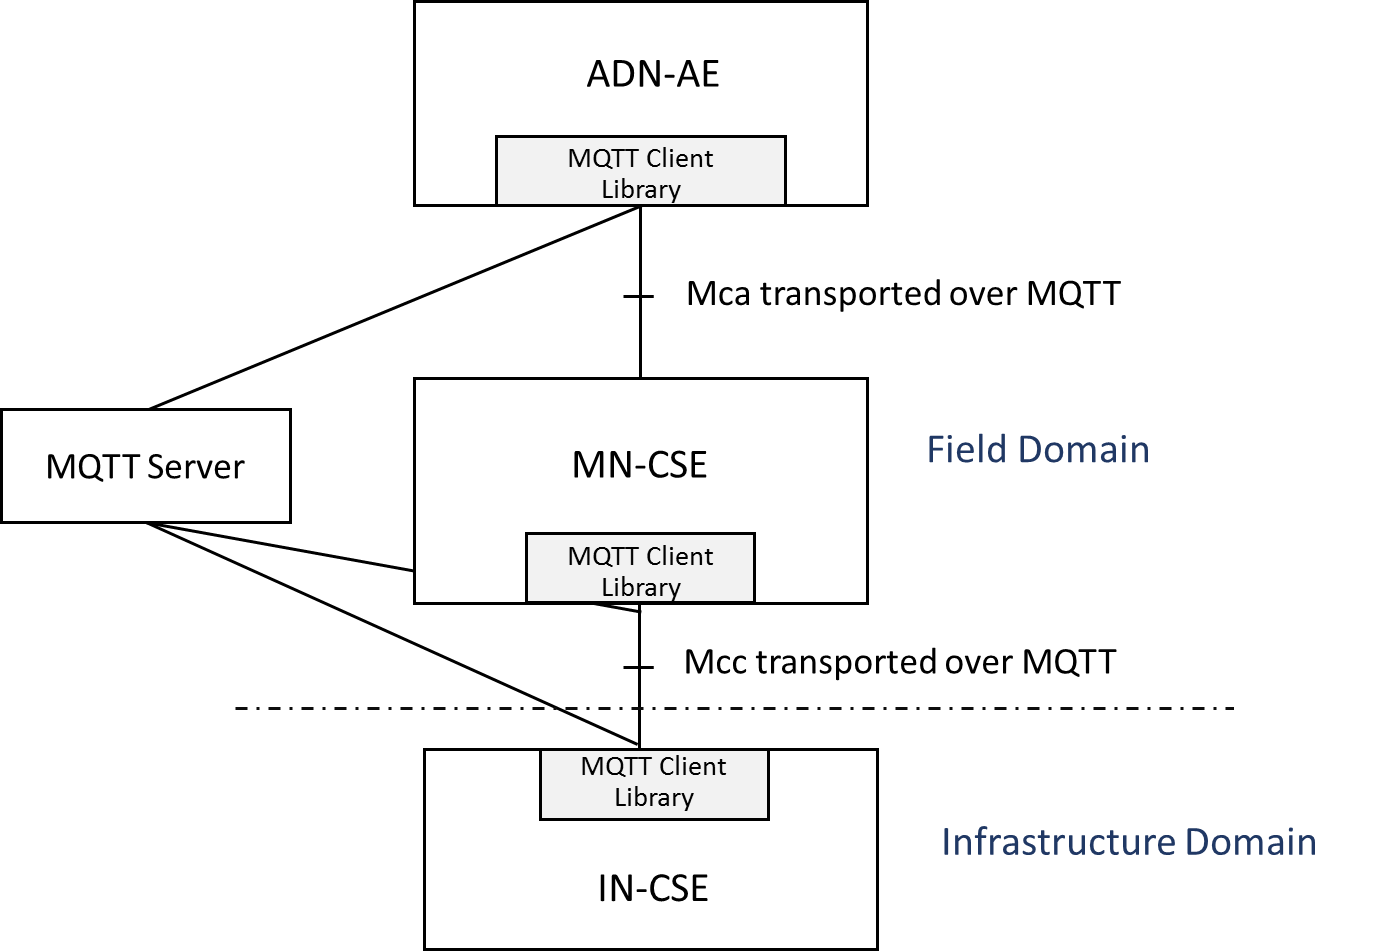 ADN-AE
MQTT Client
Library
Mca transported over MQTT
MQTT Server
MN-CSE
Field Domain
MQTT Client
Library
Mcc transported over MQTT
MQTT Client
Library
Infrastructure Domain
IN-CSE